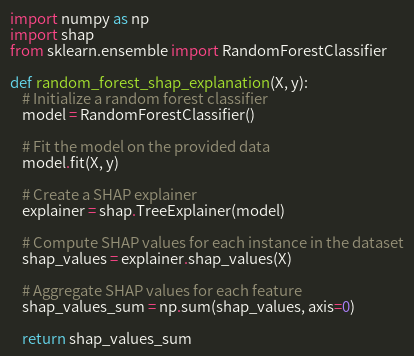 import numpy as np
import shap
from sklearn.ensemble import RandomForestClassifier
def random_forest_shap_explanation(X, y):
    # Initialize a random forest classifier
    model = RandomForestClassifier()
    # Fit the model on the provided data
    model.fit(X, y)
    # Create a SHAP explainer
    explainer = shap.TreeExplainer(model)
    # Compute SHAP values for each instance in the dataset
    shap_values = explainer.shap_values(X)
    # Aggregate SHAP values for each feature
    shap_values_sum = np.sum(shap_values, axis=0)
    return shap_values_sum